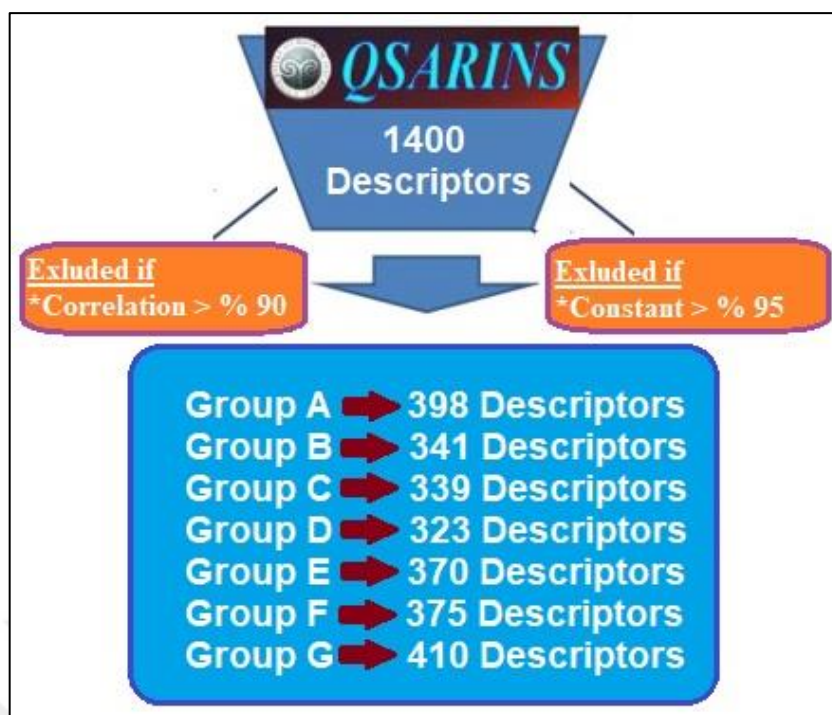 QSARINS
1400
Descriptors
Exluded if
*Correlation > % 90
Exluded if
*Constant > % 95
Group A 398 Descriptors
Group B 341 Descriptors
Group C 339 Descriptors
Group D 323 Descriptors
Group E 370 Descriptors
Group F 375 Descriptors
Group G 410 Descriptors